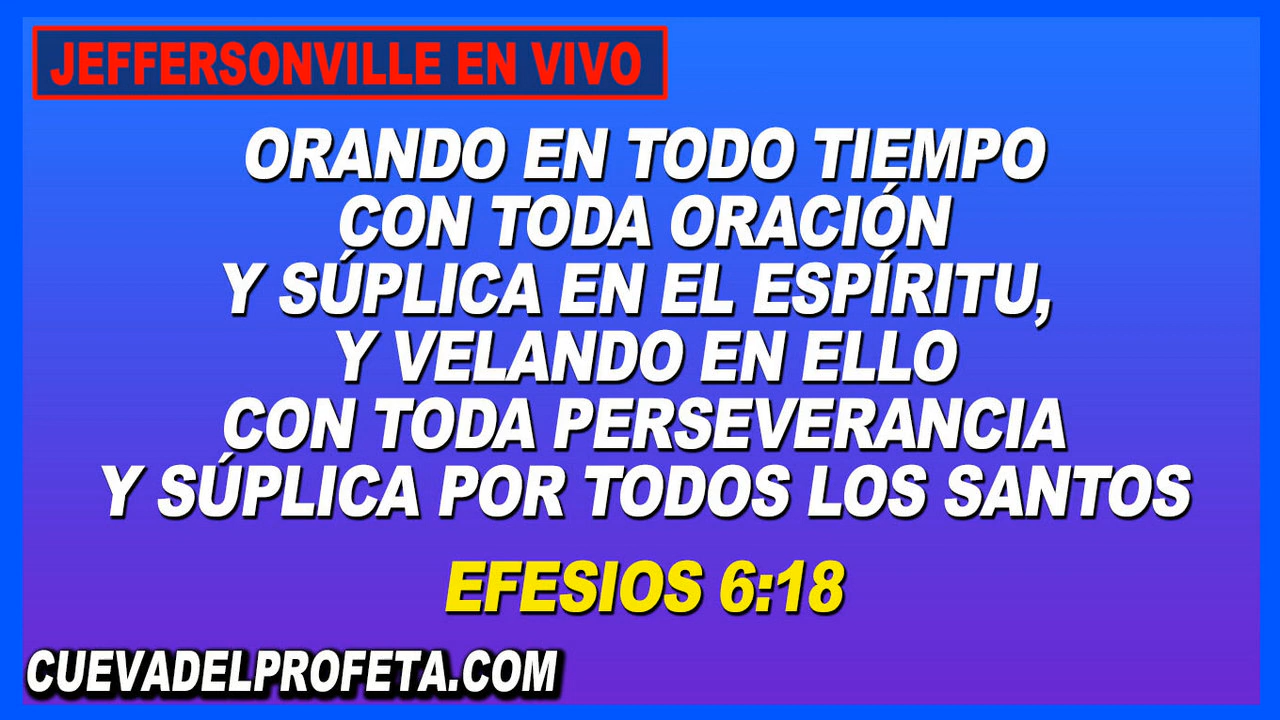 JEFFERSONVILLE EN VIVO
ORANDO EN TODO TIEMPO
CON TODA ORACIÓN
Y SÚPLICA EN EL ESPÍRITU,
Y VELANDO EN ELLO
CON TODA PERSEVERANCIA
Y SÚPLICA POR TODOS LOS SANTOS
EFESIOS 6:18
CUEVADELPROFETA.COM